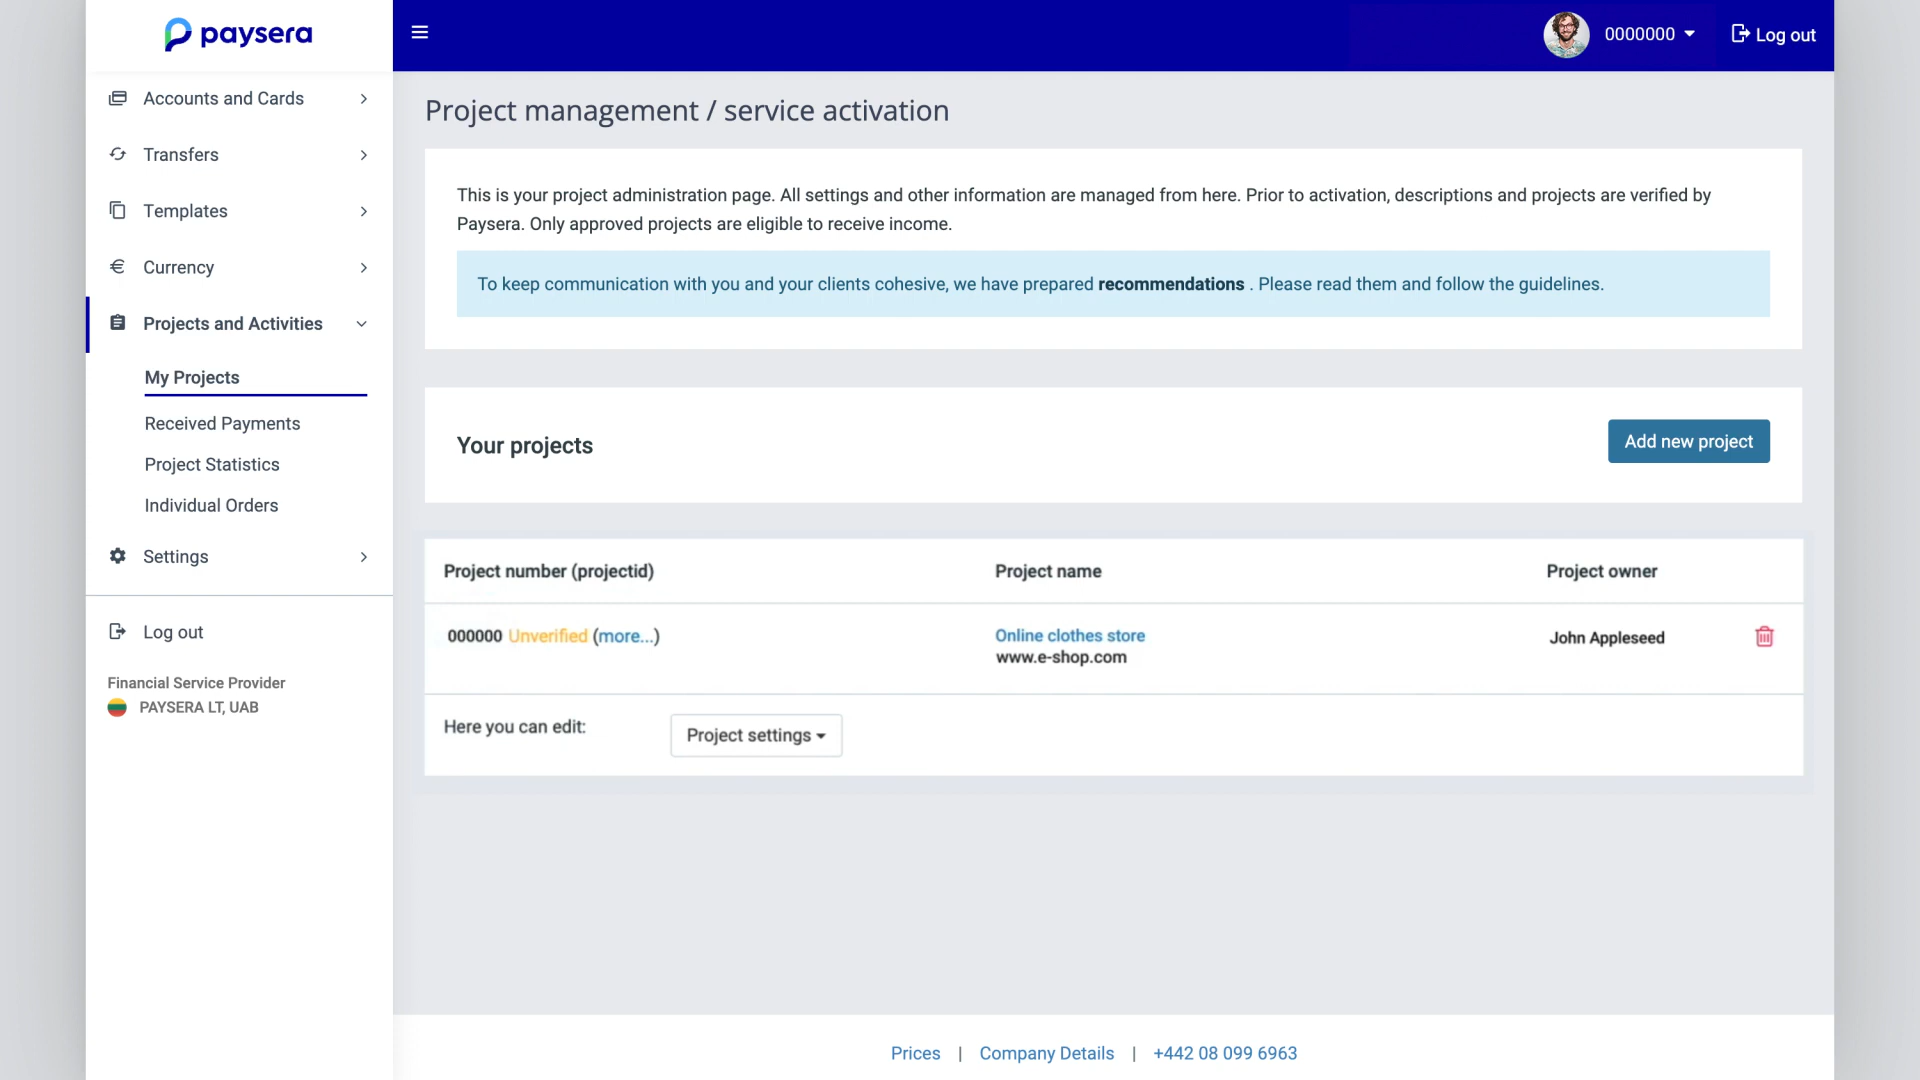 paysera
0000000
Log out
Accounts and Cards
Transfers
Templates
Currency
Projects and Activities
My Projects
Received Payments
Project Statistics
Individual Orders
Settings
Log out
Financial Service Provider
PAYSERA LT, UAB
Project management / service activation
This is your project administration page. All settings and other information are managed from here. Prior to activation, descriptions and projects are verified by
Paysera. Only approved projects are eligible to receive income.
To keep communication with you and your clients cohesive, we have prepared recommendations . Please read them and follow the guidelines.
Your projects
Add new project
Project number (projectid) Project name Project owner
000000 Unverified (more...) Online clothes store John Appleseed
www.e-shop.com
Here you can edit: Project settings
Prices | Company Details | +442 08 099 6963